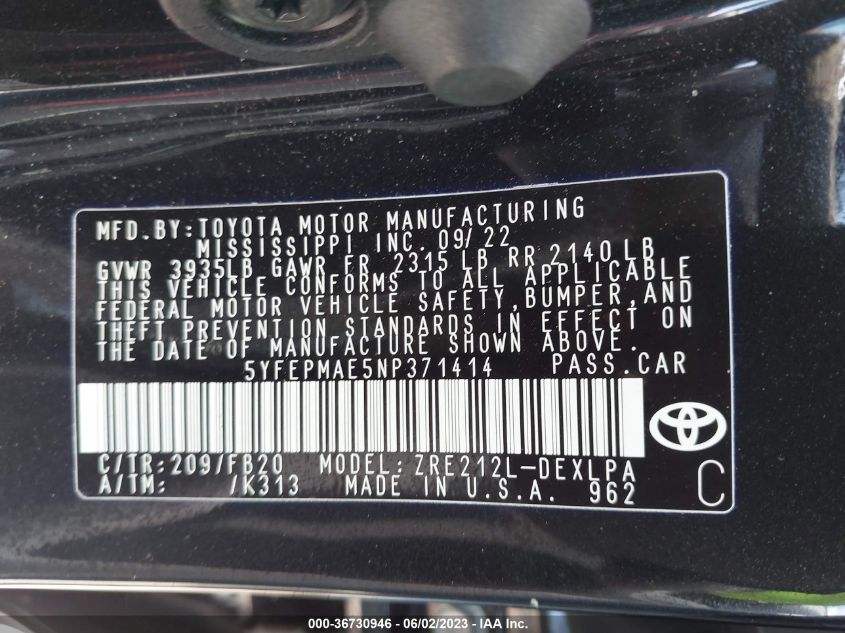 MFD.BY:TOYOTA MOTOR MANUFACTURING
MISSISSIPPI INC. 09/22
GVWR 3935LB GAWR FR 2315 LB RR 2140 LB
THIS VEHICLE CONFORMS TO ALL APPLICABLE
FEDERAL MOTOR VEHICLE SAFETY,BUMPER,AND
THEFT PREVENTION STANDARDS IN EFFECT ON
THE DATE OF MANUFACTURE SHOWN ABOVE.
5YFEPMAE5NP371414 PASS.CAR
C/TR:209/FB20 MODEL:ZRE212L-DEXLPA
A/TM: /K313 MADE IN U.S.A. 962
C
000-36730946 - 06/02/2023 - IAA Inc.